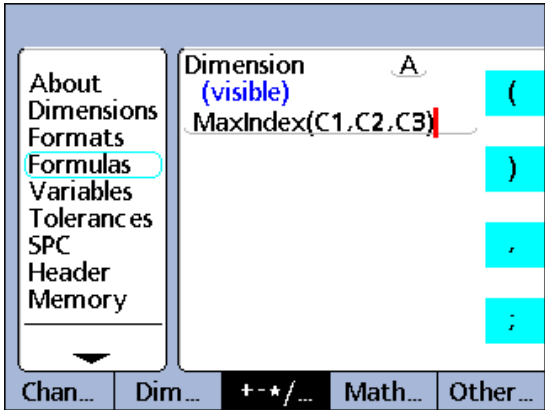 About
Dimensions
Formats
Formulas
Variables
Tolerances
SPC
Header
Memory
Dimension A
(visible)
MaxIndex(C1,C2,C3)
(
)
,
;
Chan... Dim... +-*/... Math... Other...